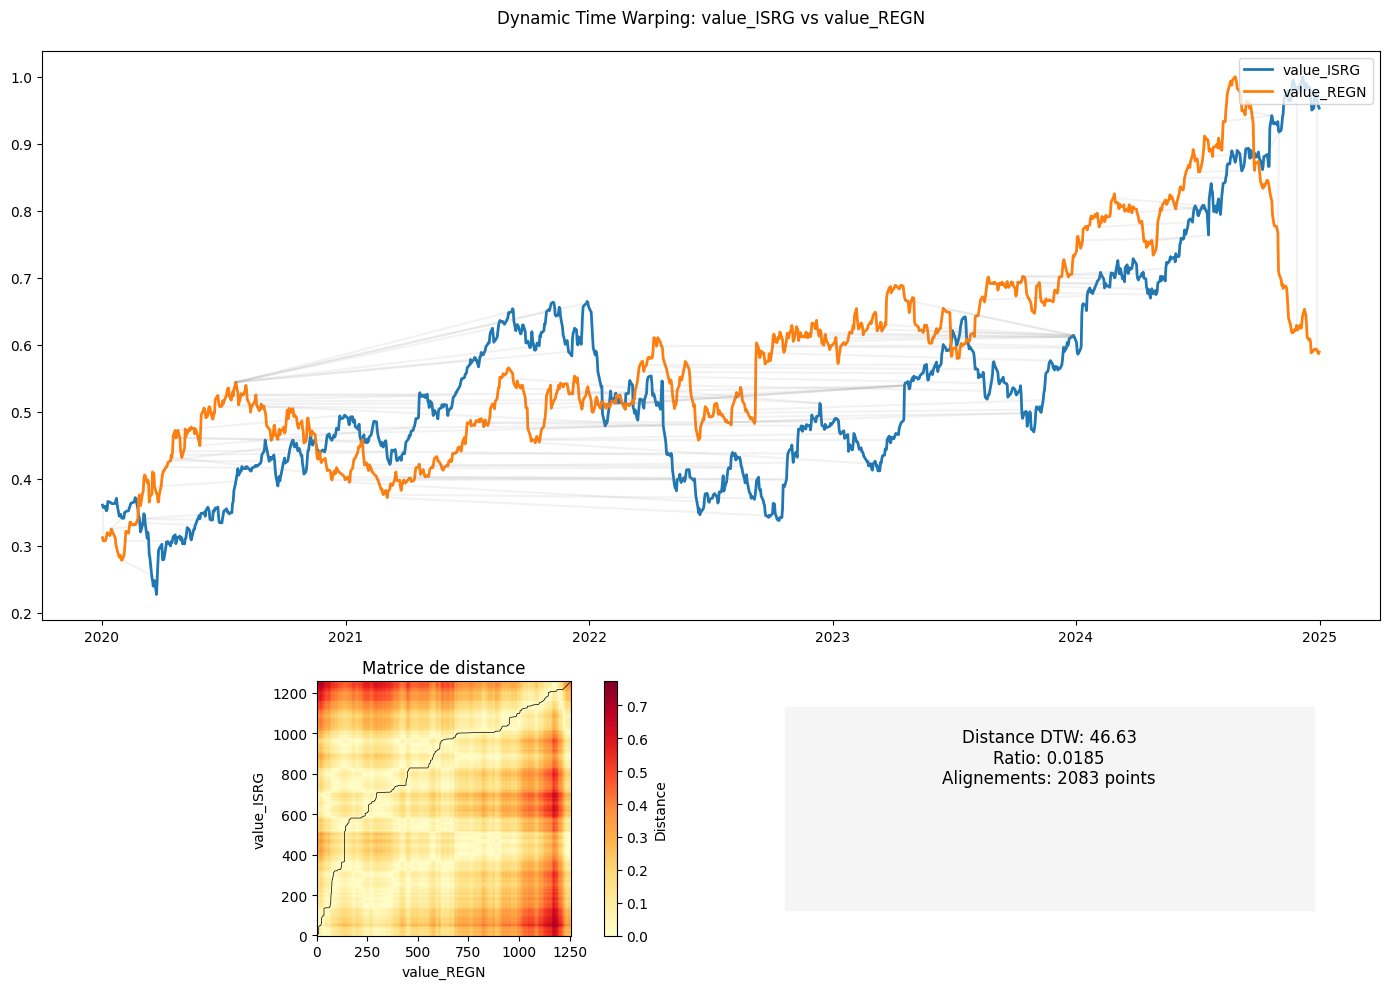 Dynamic Time Warping: value_ISRG vs value_REGN
value_ISRG
value_REGN
1.0
0.9
0.8
0.7
0.6
0.5
0.4
0.3
0.2
2020 2021 2022 2023 2024 2025
Matrice de distance
value_ISRG
1200
1000
800
600
400
200
0
0 250 500 750 1000 1250
value_REGN
0.7
0.6
0.5
0.4
0.3
0.2
0.1
0.0
Distance
Distance DTW: 46.63
Ratio: 0.0185
Alignements: 2083 points